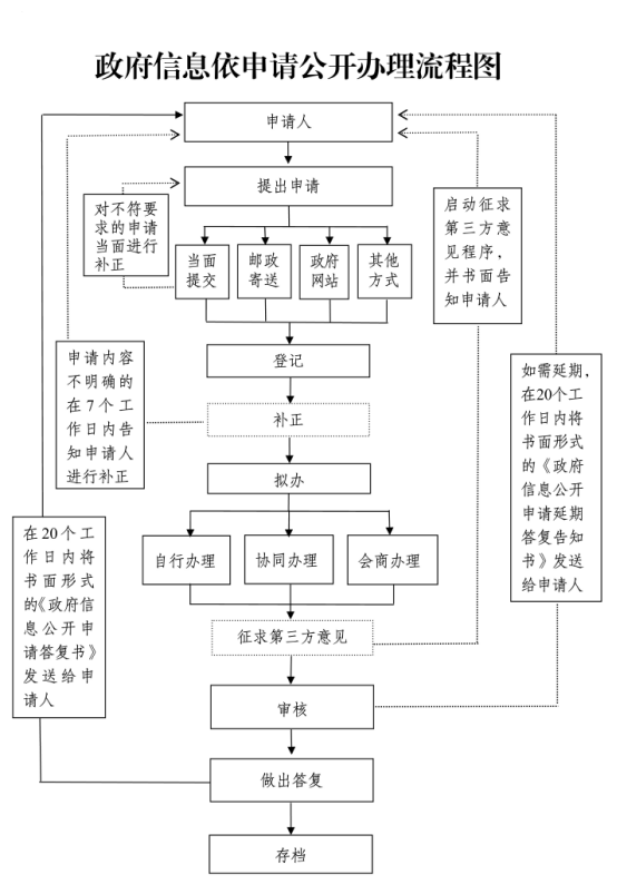 政府信息依申请公开办理流程图
申请人
提出申请
对不符要
求的申请
当面进行
补正
当面
提交
邮政
寄送
政府
网站
其他
方式
启动征求
第三方意
见程序，
并书面告
知申请人
登记
申请内容
不明确的
在7个工
作日内告
知申请人
进行补正
补正
如需延期，
在20个工
作日内将
书面形式
的《政府
信息公开
申请延期
答复告知
书》发送
给申请人
拟办
自行办理
协同办理
会商办理
在20个工
作日内将
书面形式
的《政府信
息公开申
请答复书》
发送给申
请人
征求第三方意见
审核
做出答复
存档